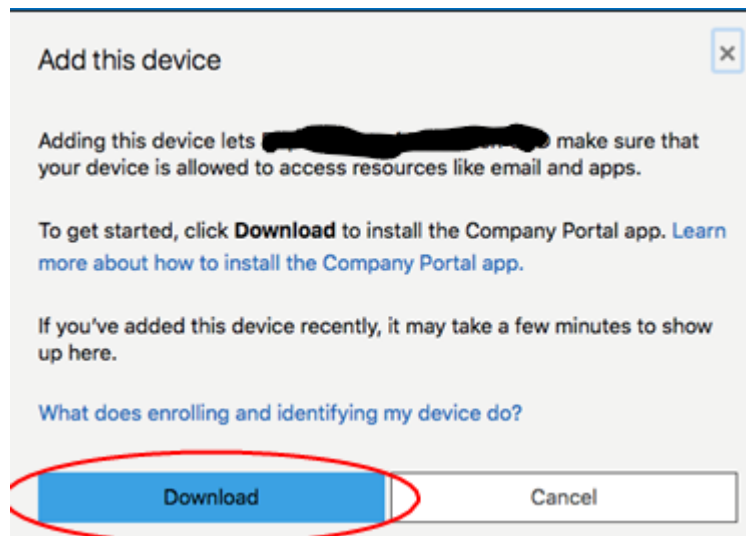 Add this device
×
Adding this device lets make sure that
your device is allowed to access resources like email and apps.
To get started, click Download to install the Company Portal app. Learn
more about how to install the Company Portal app.
If you've added this device recently, it may take a few minutes to show
up here.
What does enrolling and identifying my device do?
Download
Cancel